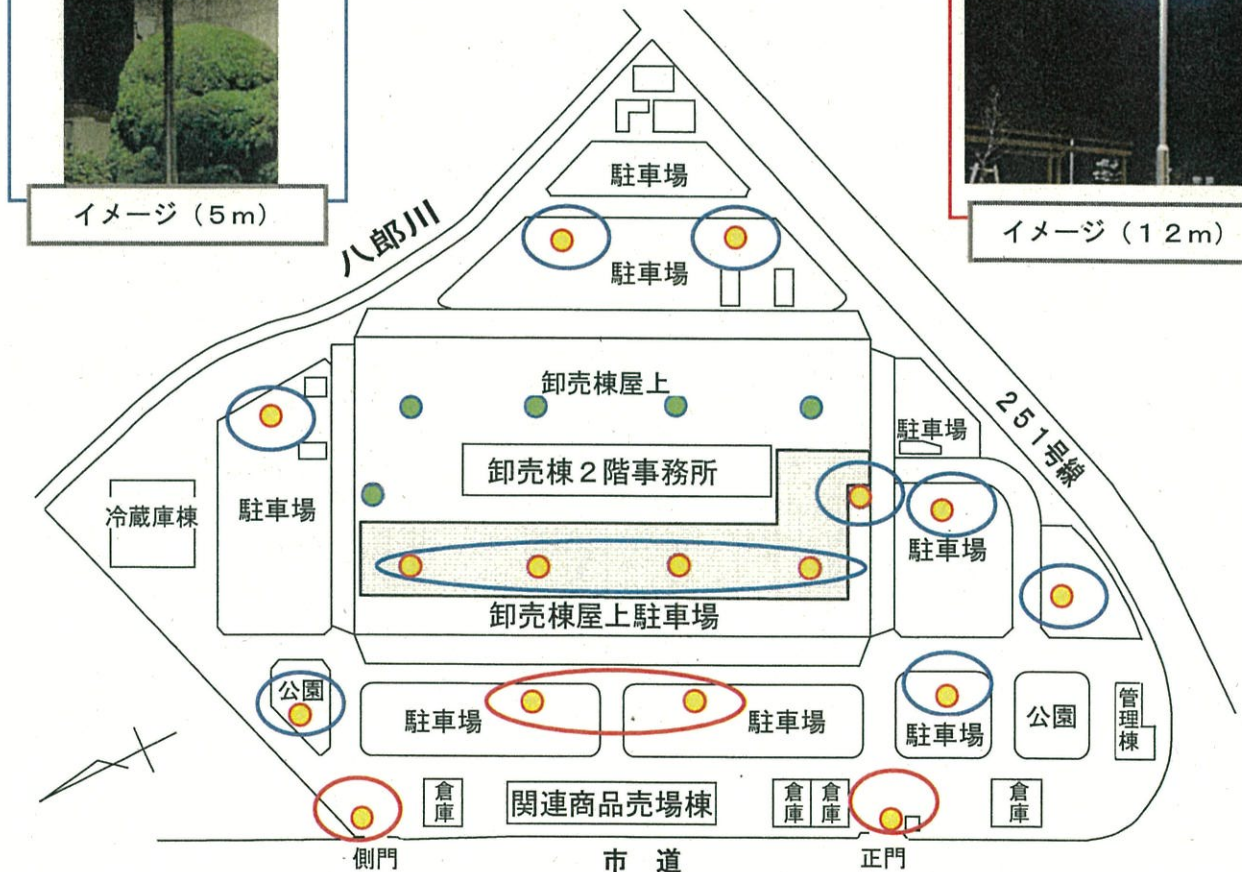 イメージ（5m）
イメージ（12m）
八郎川
駐車場
駐車場
251号線
卸売棟屋上
駐車場
卸売棟2階事務所
冷蔵庫棟
駐車場
駐車場
卸売棟屋上駐車場
公園
駐車場
駐車場
駐車場
公園
管理棟
倉庫
関連商品売場棟
倉庫
倉庫
倉庫
側門
市道
正門